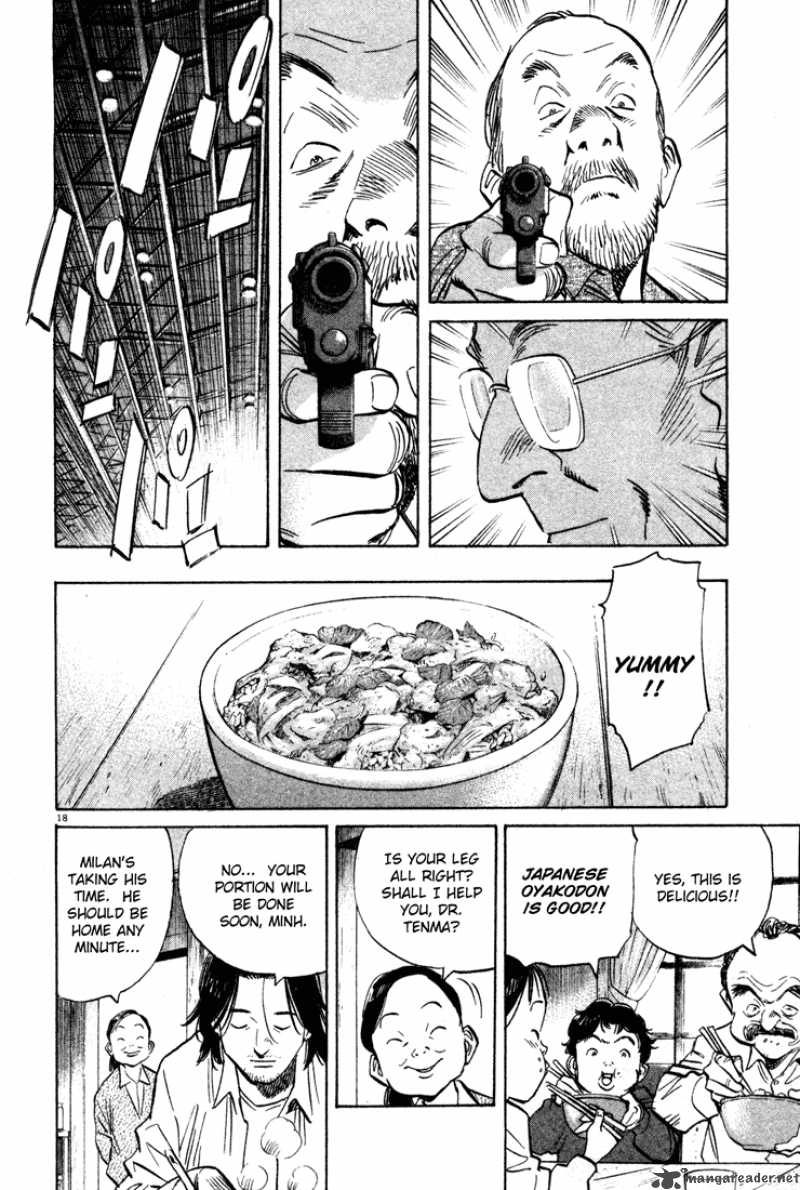 YUMMY
!!
18
YES, THIS IS
DELICIOUS!!
JAPANESE
OYAKODON
IS GOOD!!
IS YOUR LEG
ALL RIGHT?
SHALL I HELP
YOU, DR.
TENMA?
NO... YOUR
PORTION WILL
BE DONE
SOON, MINH.
MILAN'S
TAKING HIS
TIME. HE
SHOULD BE
HOME ANY
MINUTE...
mangareader.net